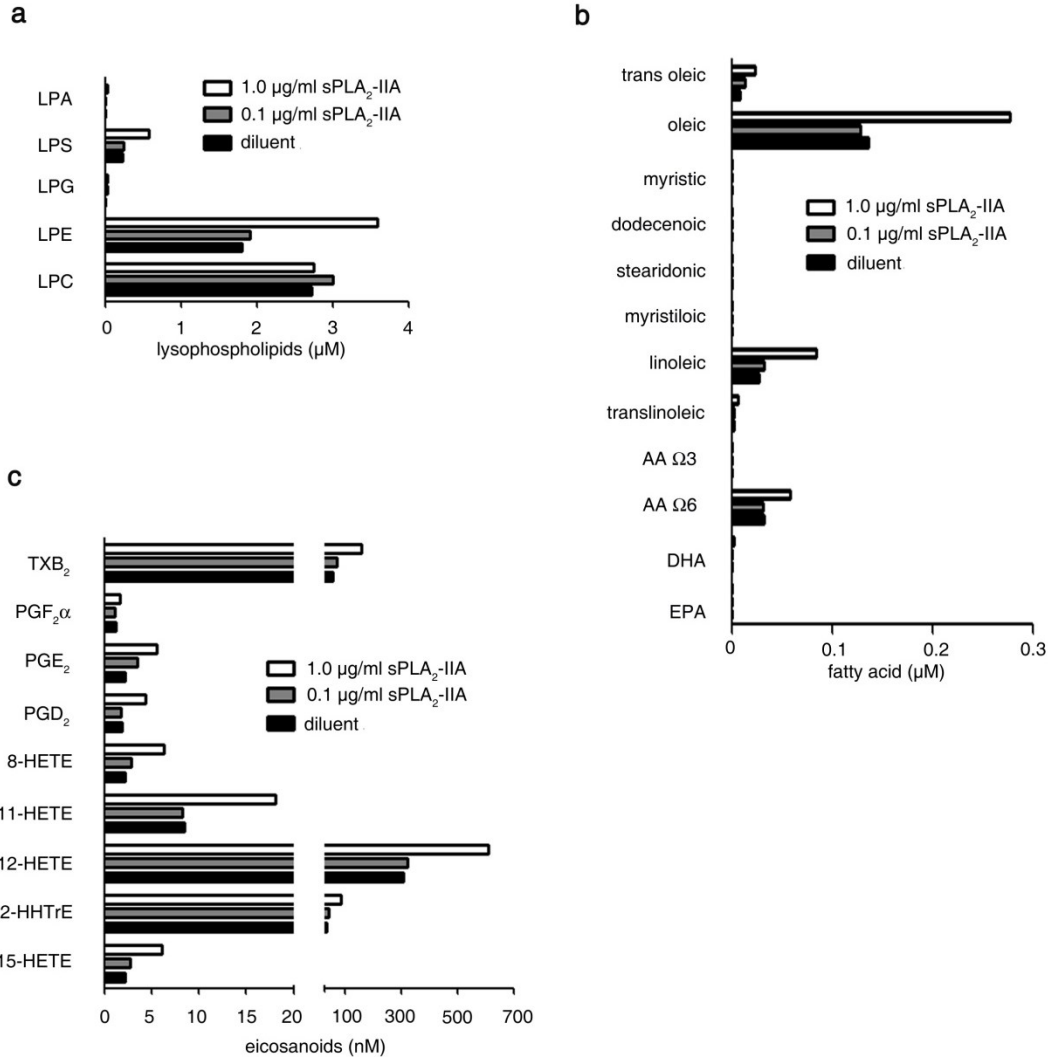 a
LPA
LPS
LPG
LPE
LPC
1.0 µg/ml sPLA₂-IIA
0.1 µg/ml sPLA₂-IIA
diluent
0 1 2 3 4
lysophospholipids (µM)
b
trans oleic
oleic
myristic
dodecenoic
stearidonic
myristiloic
linoleic
translinoleic
AA Ω3
AA Ω6
DHA
EPA
1.0 µg/ml sPLA₂-IIA
0.1 µg/ml sPLA₂-IIA
diluent
0 0.1 0.2 0.3
fatty acid (µM)
c
TXB₂
PGF₂α
PGE₂
PGD₂
8-HETE
11-HETE
12-HETE
2-HHTrE
15-HETE
1.0 µg/ml sPLA₂-IIA
0.1 µg/ml sPLA₂-IIA
diluent
0 5 10 15 20 100 300 500 700
eicosanoids (nM)